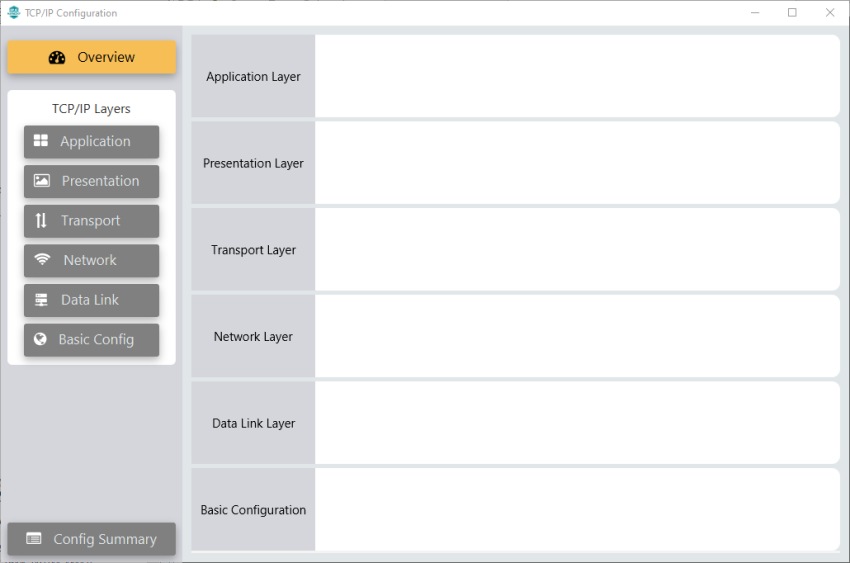 TCP/IP Configuration
Overview
TCP/IP Layers
Application
Presentation
Transport
Network
Data Link
Basic Config
Config Summary
Application Layer
Presentation Layer
Transport Layer
Network Layer
Data Link Layer
Basic Configuration